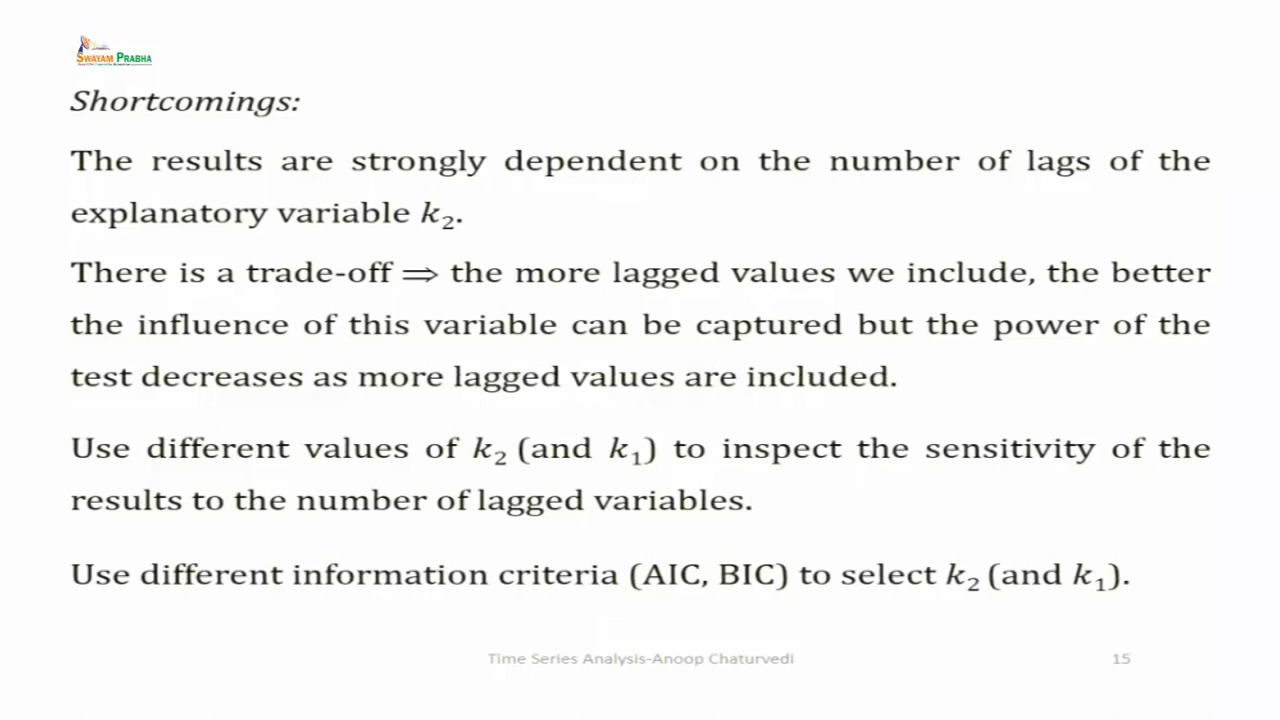 SWAYAM PRABHA
Shortcomings:
The results are strongly dependent on the number of lags of the
explanatory variable k₂.
There is a trade-off ⟹ the more lagged values we include, the better
the influence of this variable can be captured but the power of the
test decreases as more lagged values are included.
Use different values of k₂ (and k₁) to inspect the sensitivity of the
results to the number of lagged variables.
Use different information criteria (AIC, BIC) to select k₂ (and k₁).
Time Series Analysis-Anoop Chaturvedi 15